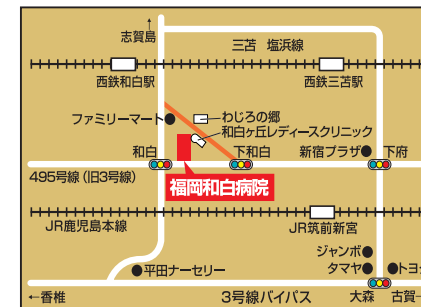 ↑
志賀島
三苫 塩浜線
西鉄和白駅
西鉄三苫駅
ファミリーマート
わじろの郷
和白ヶ丘レディースクリニック
和白
下和白
新宿プラザ
下府
495号線(旧3号線)
福岡和白病院
JR鹿児島本線
JR筑前新宮
ジャンボ
平田ナーセリー
タマヤ
トヨ
←香椎
3号線バイパス
大森
古賀